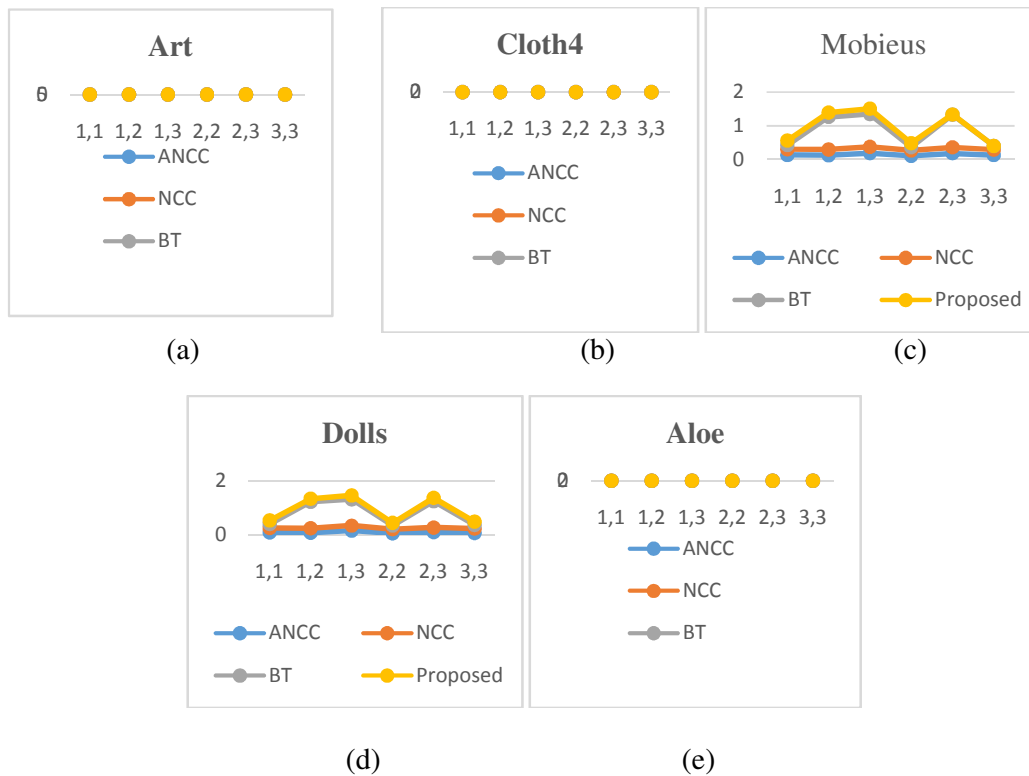 Art
1,1 1,2 1,3 2,2 2,3 3,3
ANCC
NCC
BT
(a)
Cloth4
1,1 1,2 1,3 2,2 2,3 3,3
ANCC
NCC
BT
(b)
Mobieus
2
1
0
1,1 1,2 1,3 2,2 2,3 3,3
ANCC NCC
BT Proposed
(c)
Dolls
2
0
1,1 1,2 1,3 2,2 2,3 3,3
ANCC NCC
BT Proposed
(d)
Aloe
1,1 1,2 1,3 2,2 2,3 3,3
ANCC
NCC
BT
(e)